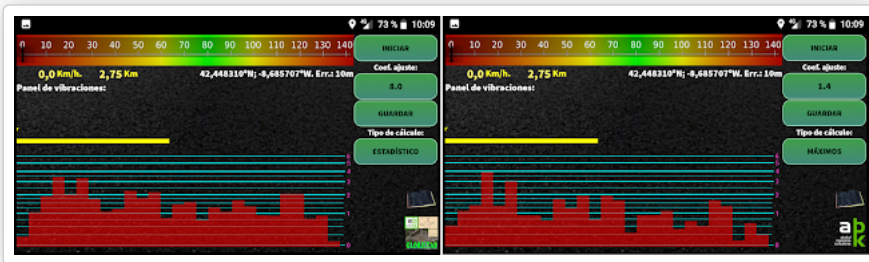 73 % 10:09
0 10 20 30 40 50 60 70 80 90 100 110 120 130 140
INICIAR
Coef. ajuste:
0,0 Km/h. 2,75 Km
42,448310°N; -8,685707°W. Err.: 10m
8.0
Panel de vibraciones:
GUARDAR
Tipo de cálculo:
ESTADÍSTICO
6
5
4
3
2
1
0
73 % 10:09
0 10 20 30 40 50 60 70 80 90 100 110 120 130 140
INICIAR
Coef. ajuste:
0,0 Km/h. 2,75 Km
42,448310°N; -8,685707°W. Err.: 10m
1.4
Panel de vibraciones:
GUARDAR
Tipo de cálculo:
MÁXIMOS
6
5
4
3
2
1
0
a
p
k